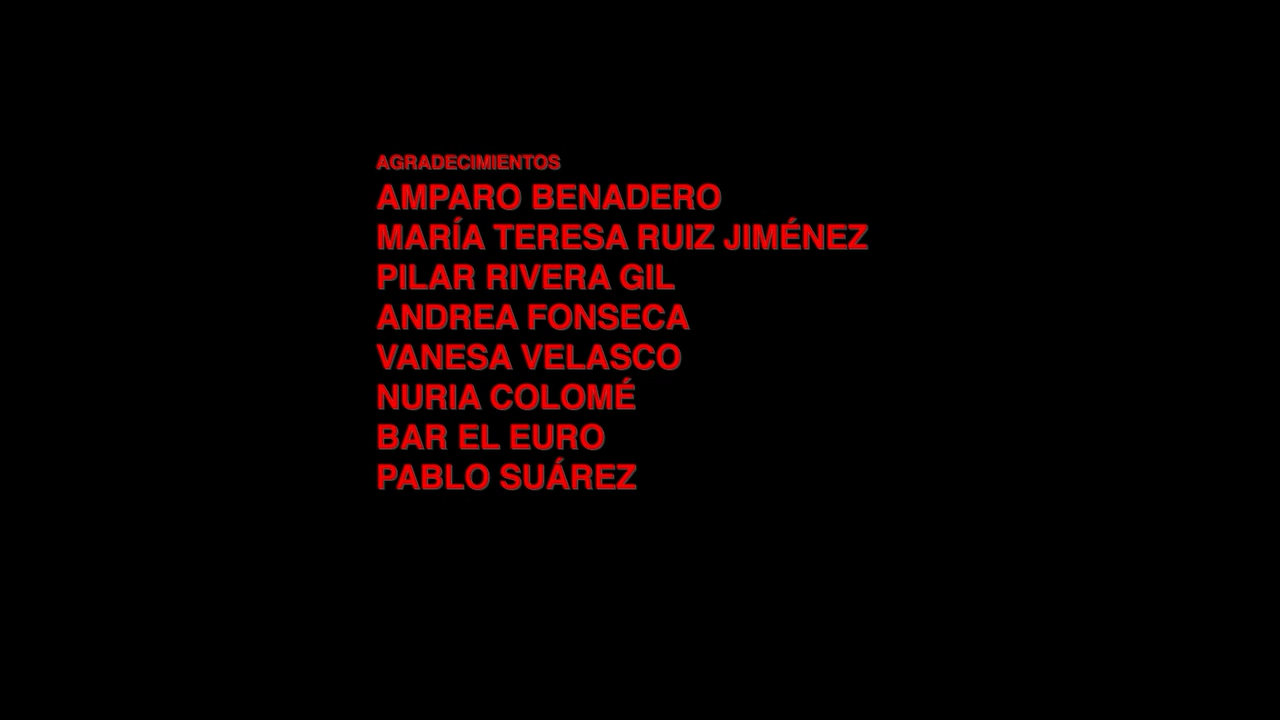 AGRADECIMIENTOS
AMPARO BENADERO
MARÍA TERESA RUIZ JIMÉNEZ
PILAR RIVERA GIL
ANDREA FONSECA
VANESA VELASCO
NURIA COLOMÉ
BAR EL EURO
PABLO SUÁREZ